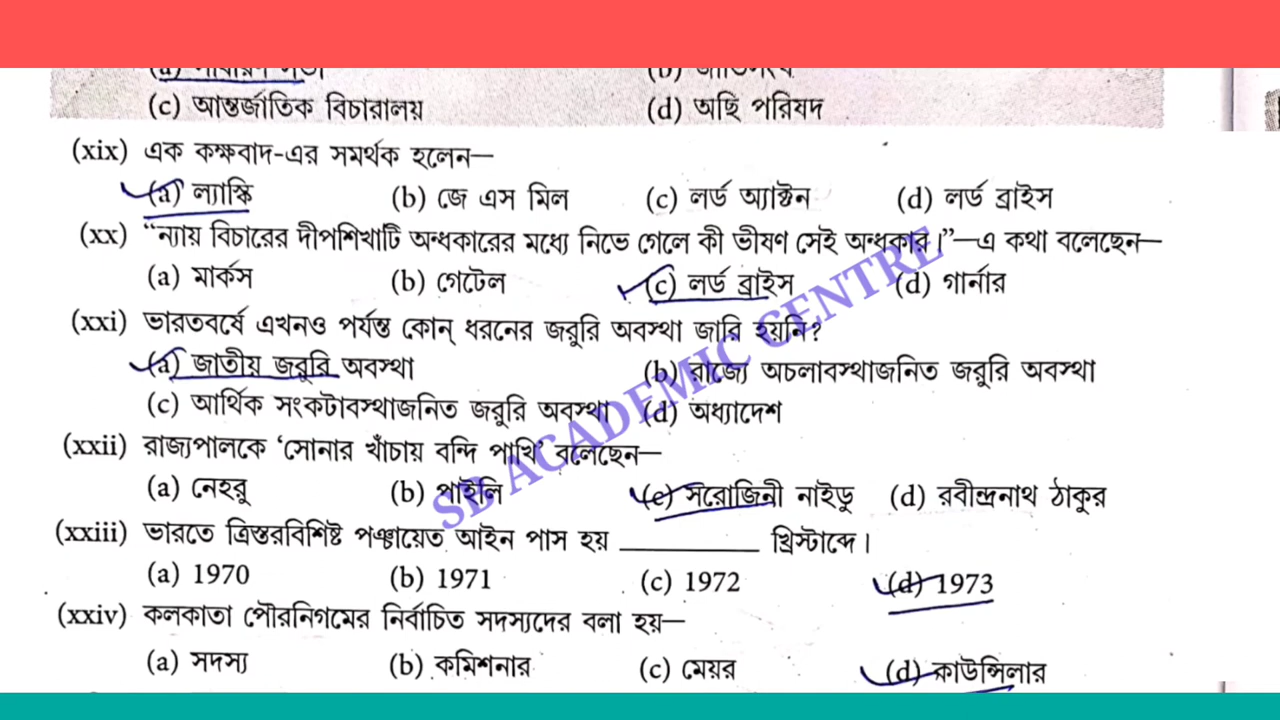 (a) সাধারণ সভা (b) জাতিসংঘ
(c) আন্তর্জাতিক বিচারালয় (d) অছি পরিষদ
(xix) এক কক্ষবাদ-এর সমর্থক হলেন—
(a) ল্যাস্কি (b) জে এস মিল (c) লর্ড অ্যাক্টন (d) লর্ড ব্রাইস
(xx) “ন্যায় বিচারের দীপশিখাটি অন্ধকারের মধ্যে নিভে গেলে কী ভীষণ সেই অন্ধকার।”—এ কথা বলেছেন—
(a) মার্কস (b) গেটেল (c) লর্ড ব্রাইস (d) গার্নার
(xxi) ভারতবর্ষে এখনও পর্যন্ত কোন্ ধরনের জরুরি অবস্থা জারি হয়নি?
(a) জাতীয় জরুরি অবস্থা (b) রাজ্যে অচলাবস্থাজনিত জরুরি অবস্থা
(c) আর্থিক সংকটাবস্থাজনিত জরুরি অবস্থা (d) অধ্যাদেশ
(xxii) রাজ্যপালকে ‘সোনার খাঁচায় বন্দি পাখি’ বলেছেন—
(a) নেহরু (b) পাইলি (c) সরোজিনী নাইডু (d) রবীন্দ্রনাথ ঠাকুর
(xxiii) ভারতে ত্রিস্তরবিশিষ্ট পঞ্চায়েত আইন পাস হয় __________ খ্রিস্টাব্দে।
(a) 1970 (b) 1971 (c) 1972 (d) 1973
(xxiv) কলকাতা পৌরনিগমের নির্বাচিত সদস্যদের বলা হয়—
(a) সদস্য (b) কমিশনার (c) মেয়র (d) কাউন্সিলার
SB ACADEMIC CENTRE